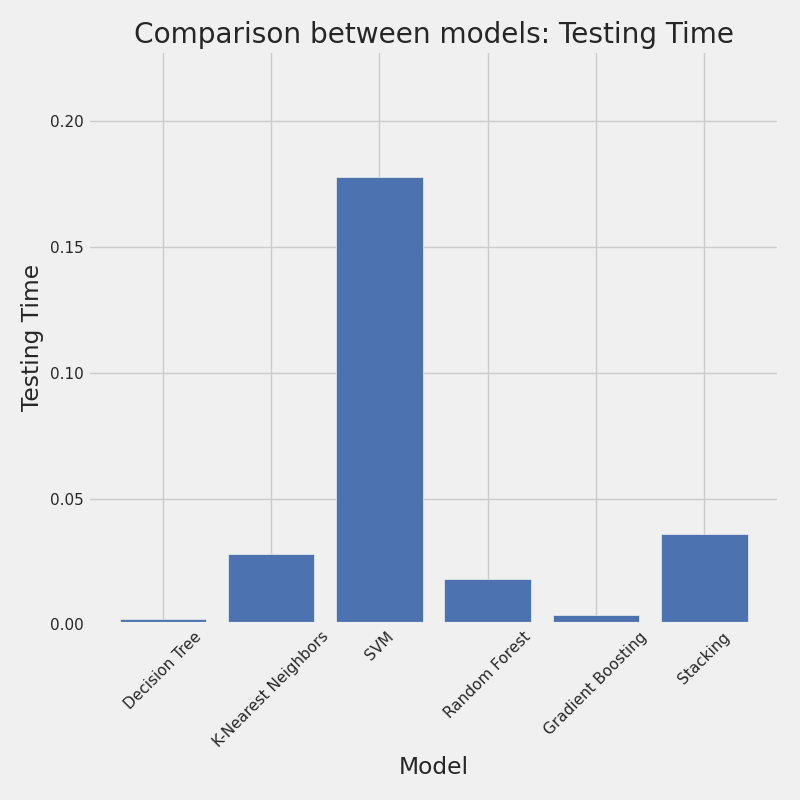 Comparison between models: Testing Time
Testing Time
0.20
0.15
0.10
0.05
0.00
Decision Tree
K-Nearest Neighbors
SVM
Random Forest
Gradient Boosting
Stacking
Model